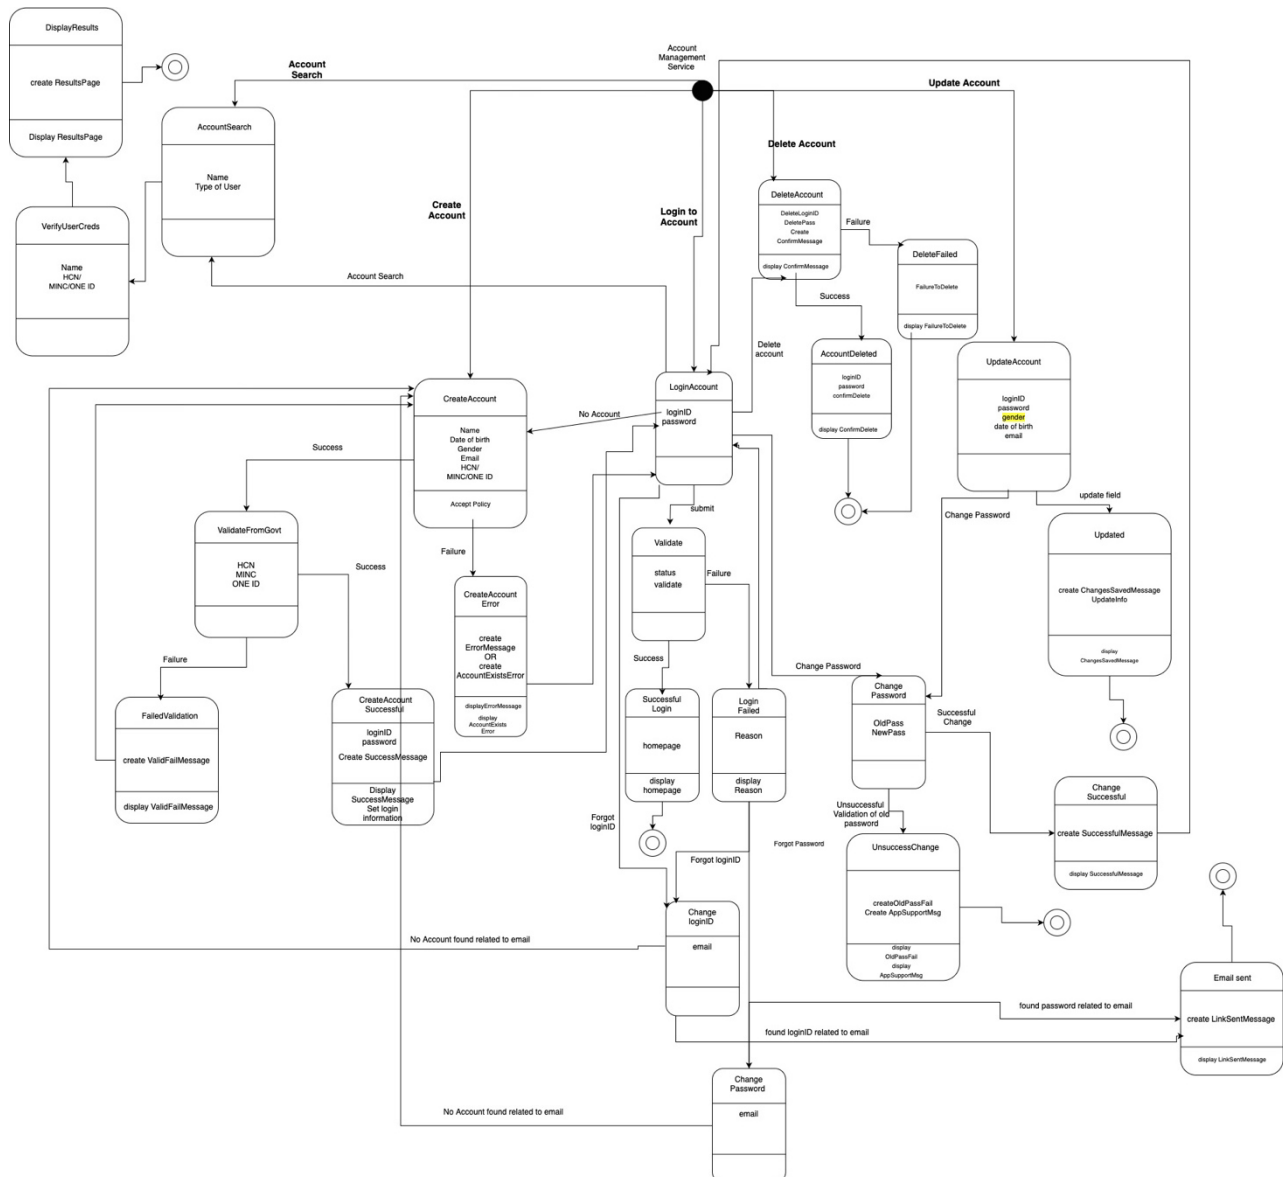 DisplayResults
create ResultsPage
Display ResultsPage
Account
Search
Account
Management
Service
Update Account
AccountSearch
Name
Type of User
Delete Account
VerifyUserCreds
Name
HCN/
MINC/ONE ID
Create
Account
Login to
Account
DeleteAccount
DeleteLoginID
DeletePass
Create
ConfirmMessage
display ConfirmMessage
Failure
DeleteFailed
FailureToDelete
display FailureToDelete
Account Search
Success
Delete
account
AccountDeleted
loginID
password
confirmDelete
display ConfirmDelete
UpdateAccount
loginID
password
gender
date of birth
email
CreateAccount
Name
Date of birth
Gender
Email
HCN/
MINC/ONE ID
Accept Policy
No Account
LoginAccount
loginID
password
Success
submit
Change Password
update field
ValidateFromGovt
HCN
MINC
ONE ID
Success
Failure
Failure
CreateAccount
Error
create
ErrorMessage
OR
create
AccountExistsError
displayErrorMessage
display
AccountExists
Error
Validate
status
validate
Failure
Success
Updated
create ChangesSavedMessage
UpdateInfo
display
ChangesSavedMessage
Change Password
FailedValidation
create ValidFailMessage
display ValidFailMessage
CreateAccount
Successful
loginID
password
Create SuccessMessage
Display
SuccessMessage
Set login
information
Successful
Login
homepage
display
homepage
Login
Failed
Reason
display
Reason
Change
Password
OldPass
NewPass
Successful
Change
Change
Successful
create SuccessfulMessage
display SuccessfulMessage
Forgot
loginID
Forgot loginID
Forgot Password
Unsuccessful
Validation of old
password
UnsuccessChange
createOldPassFail
Create AppSupportMsg
display
OldPassFail
display
AppSupportMsg
Change
loginID
email
No Account found related to email
found password related to email
found loginID related to email
Email sent
create LinkSentMessage
display LinkSentMessage
Change
Password
email
No Account found related to email